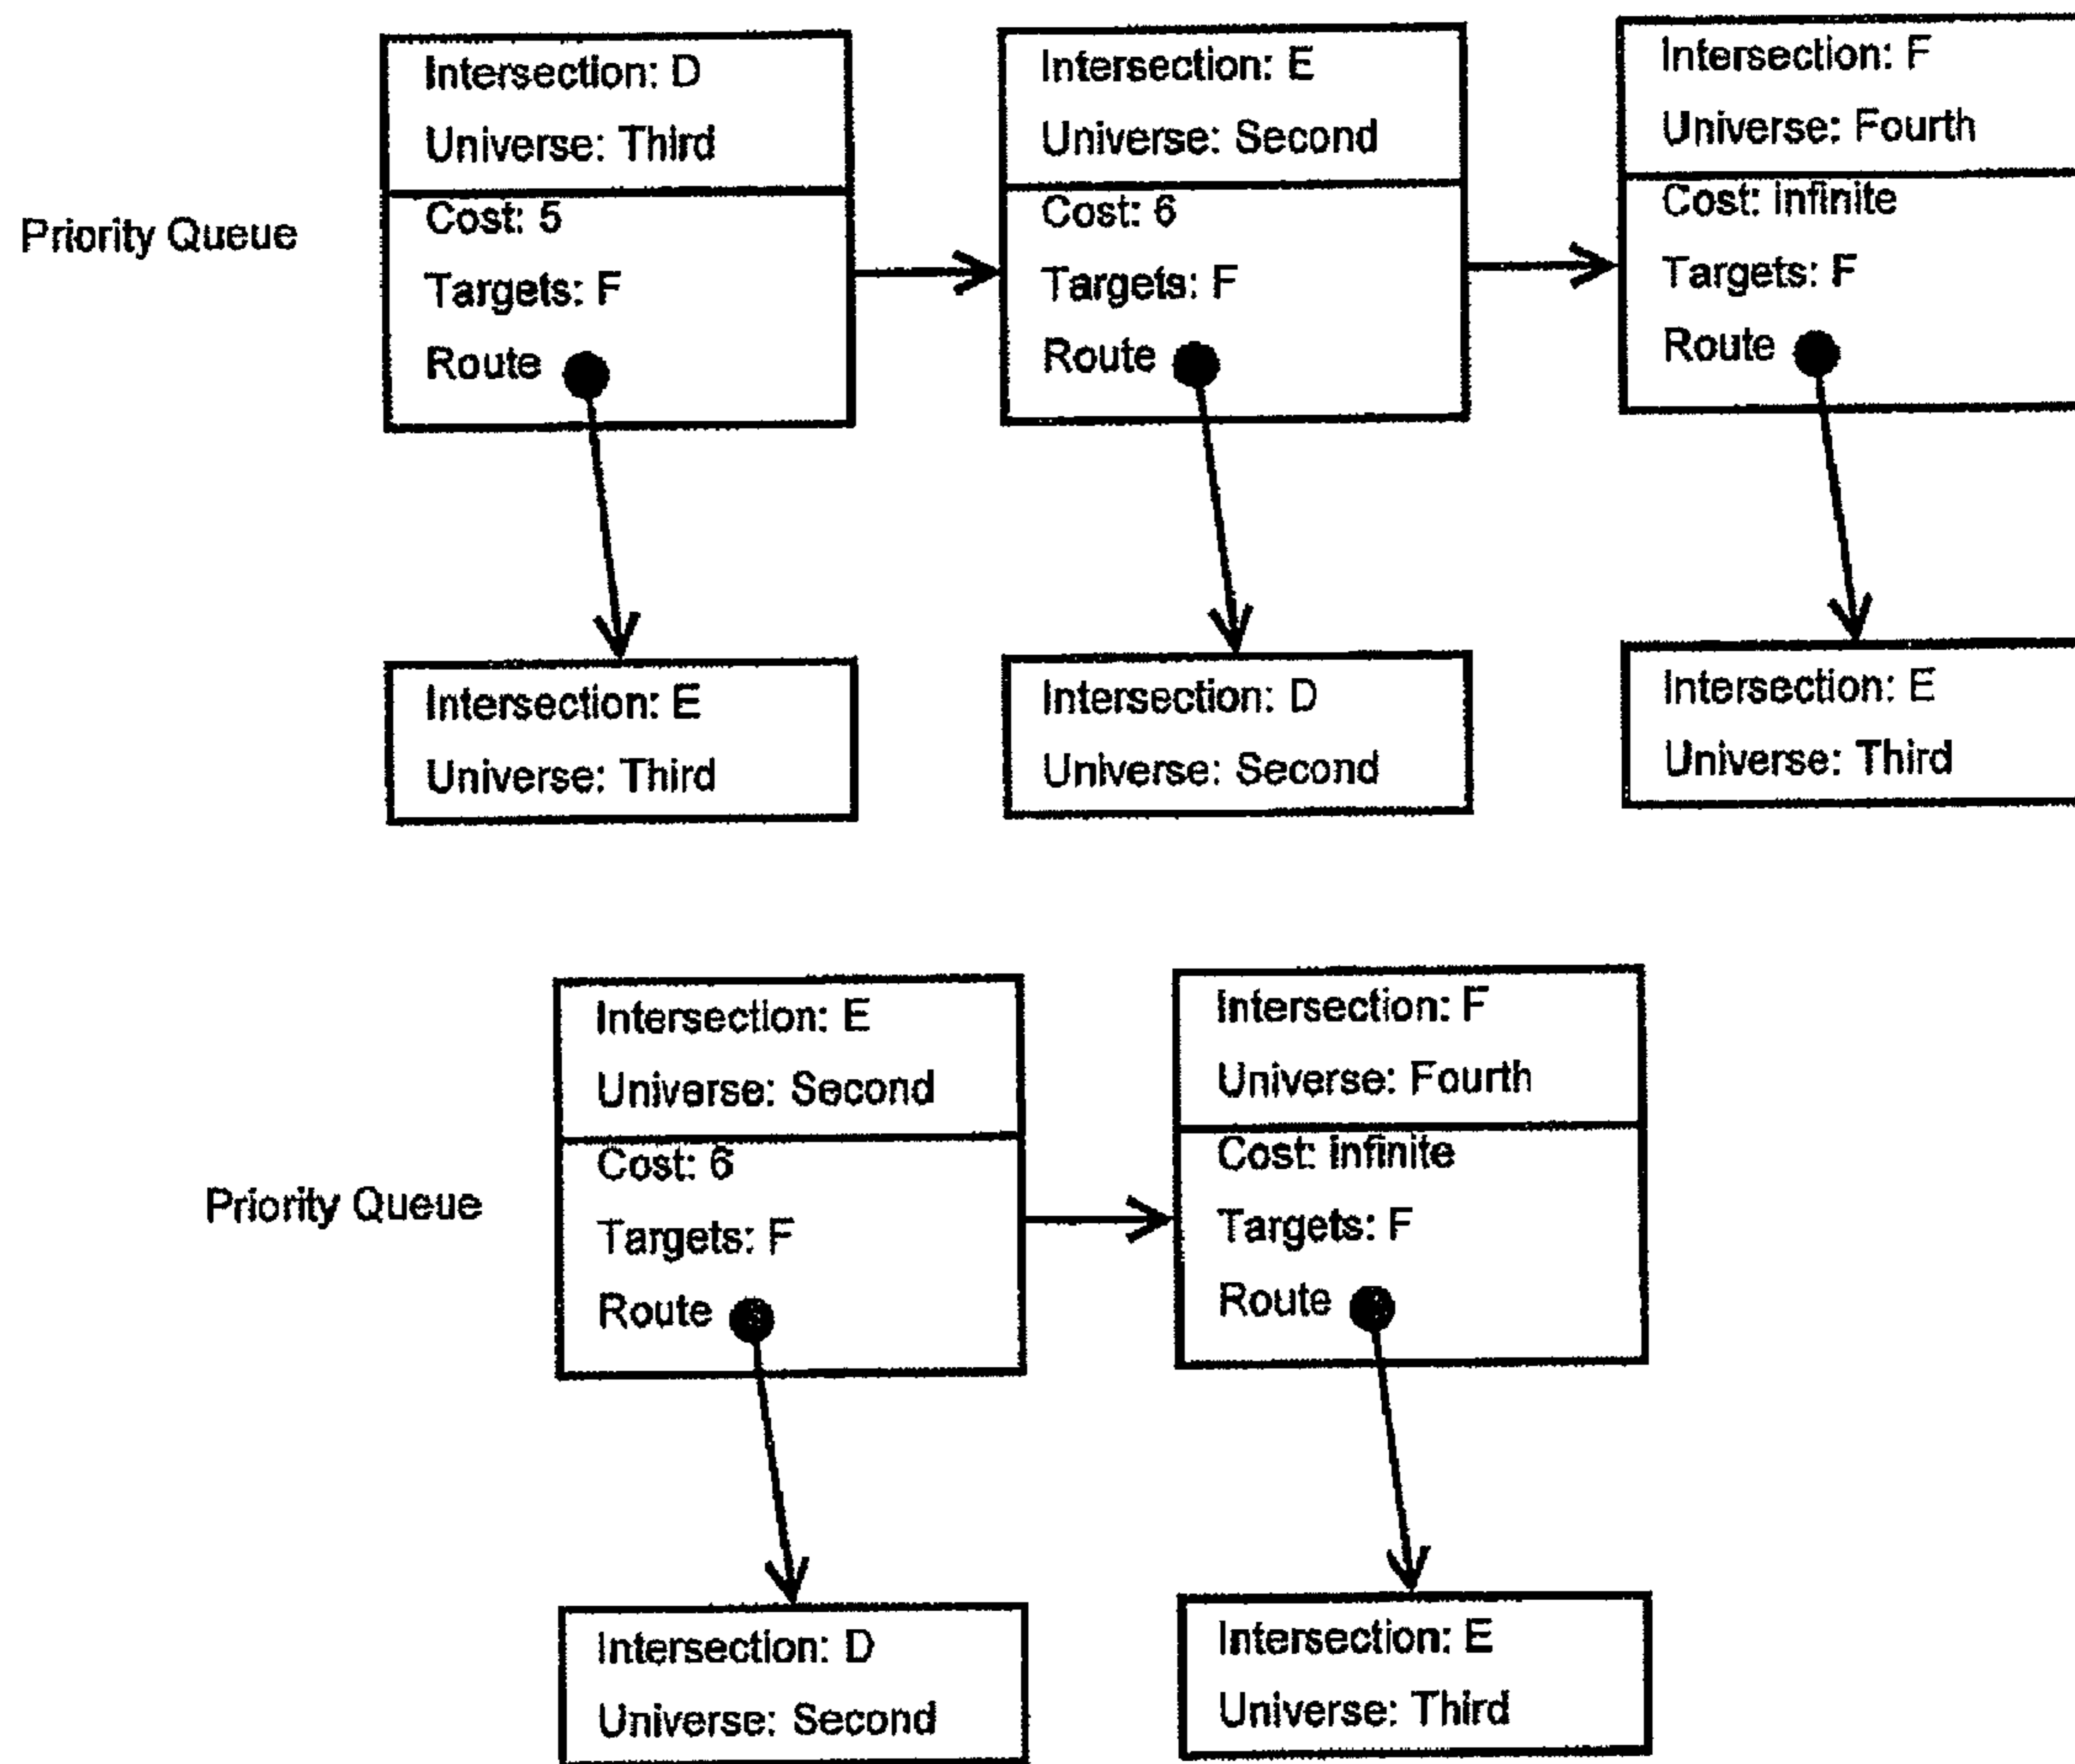 Priority Queue
Intersection: D
Universe: Third
Cost: 5
Targets: F
Route
Intersection: E
Universe: Second
Cost: 6
Targets: F
Route
Intersection: F
Universe: Fourth
Cost: infinite
Targets: F
Route
Intersection: E
Universe: Third
Intersection: D
Universe: Second
Intersection: E
Universe: Third
Priority Queue
Intersection: E
Universe: Second
Cost: 6
Targets: F
Route
Intersection: F
Universe: Fourth
Cost: infinite
Targets: F
Route
Intersection: D
Universe: Second
Intersection: E
Universe: Third